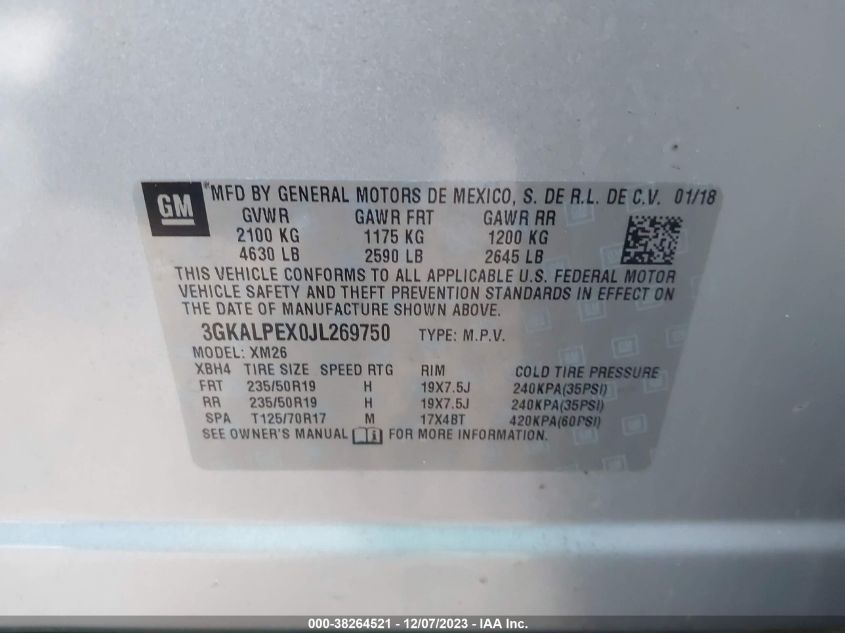 GM
MFD BY GENERAL MOTORS DE MEXICO, S. DE R.L. DE C.V. 01/18
GVWR GAWR FRT GAWR RR
2100 KG 1175 KG 1200 KG
4630 LB 2590 LB 2645 LB
THIS VEHICLE CONFORMS TO ALL APPLICABLE U.S. FEDERAL MOTOR
VEHICLE SAFETY AND THEFT PREVENTION STANDARDS IN EFFECT ON
THE DATE OF MANUFACTURE SHOWN ABOVE.
3GKALPEX0JL269750 TYPE: M.P.V.
MODEL: XM26
XBH4 TIRE SIZE SPEED RTG RIM COLD TIRE PRESSURE
FRT 235/50R19 H 19X7.5J 240KPA(35PSI)
RR 235/50R19 H 19X7.5J 240KPA(35PSI)
SPA T125/70R17 M 17X4BT 420KPA(60PSI)
SEE OWNER'S MANUAL FOR MORE INFORMATION.
000-38264521 - 12/07/2023 - IAA Inc.